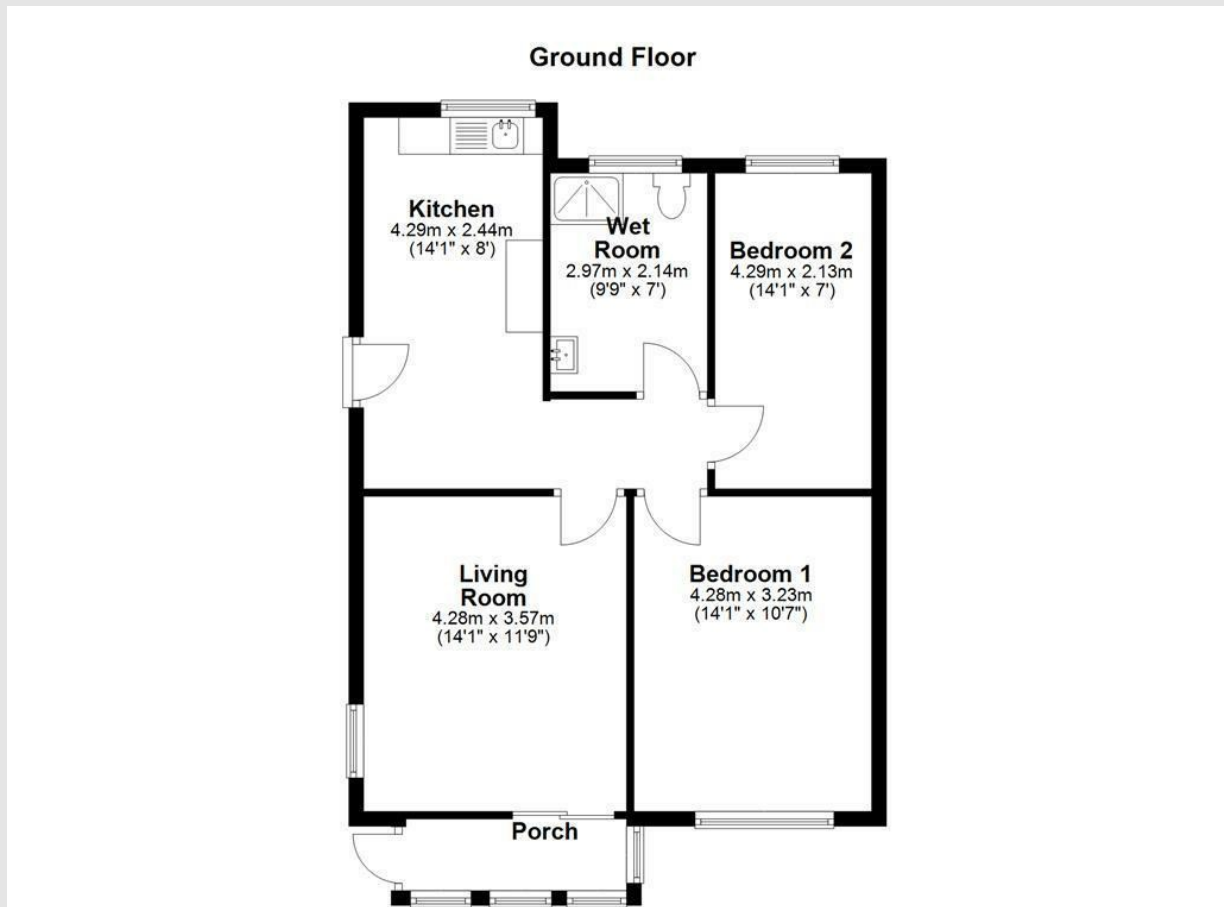 Ground Floor
Kitchen
4.29m x 2.44m
(14'1" x 8')
Wet
Room
2.97m x 2.14m
(9'9" x 7')
Bedroom 2
4.29m x 2.13m
(14'1" x 7')
Living
Room
4.28m x 3.57m
(14'1" x 11'9")
Bedroom 1
4.28m x 3.23m
(14'1" x 10'7")
Porch